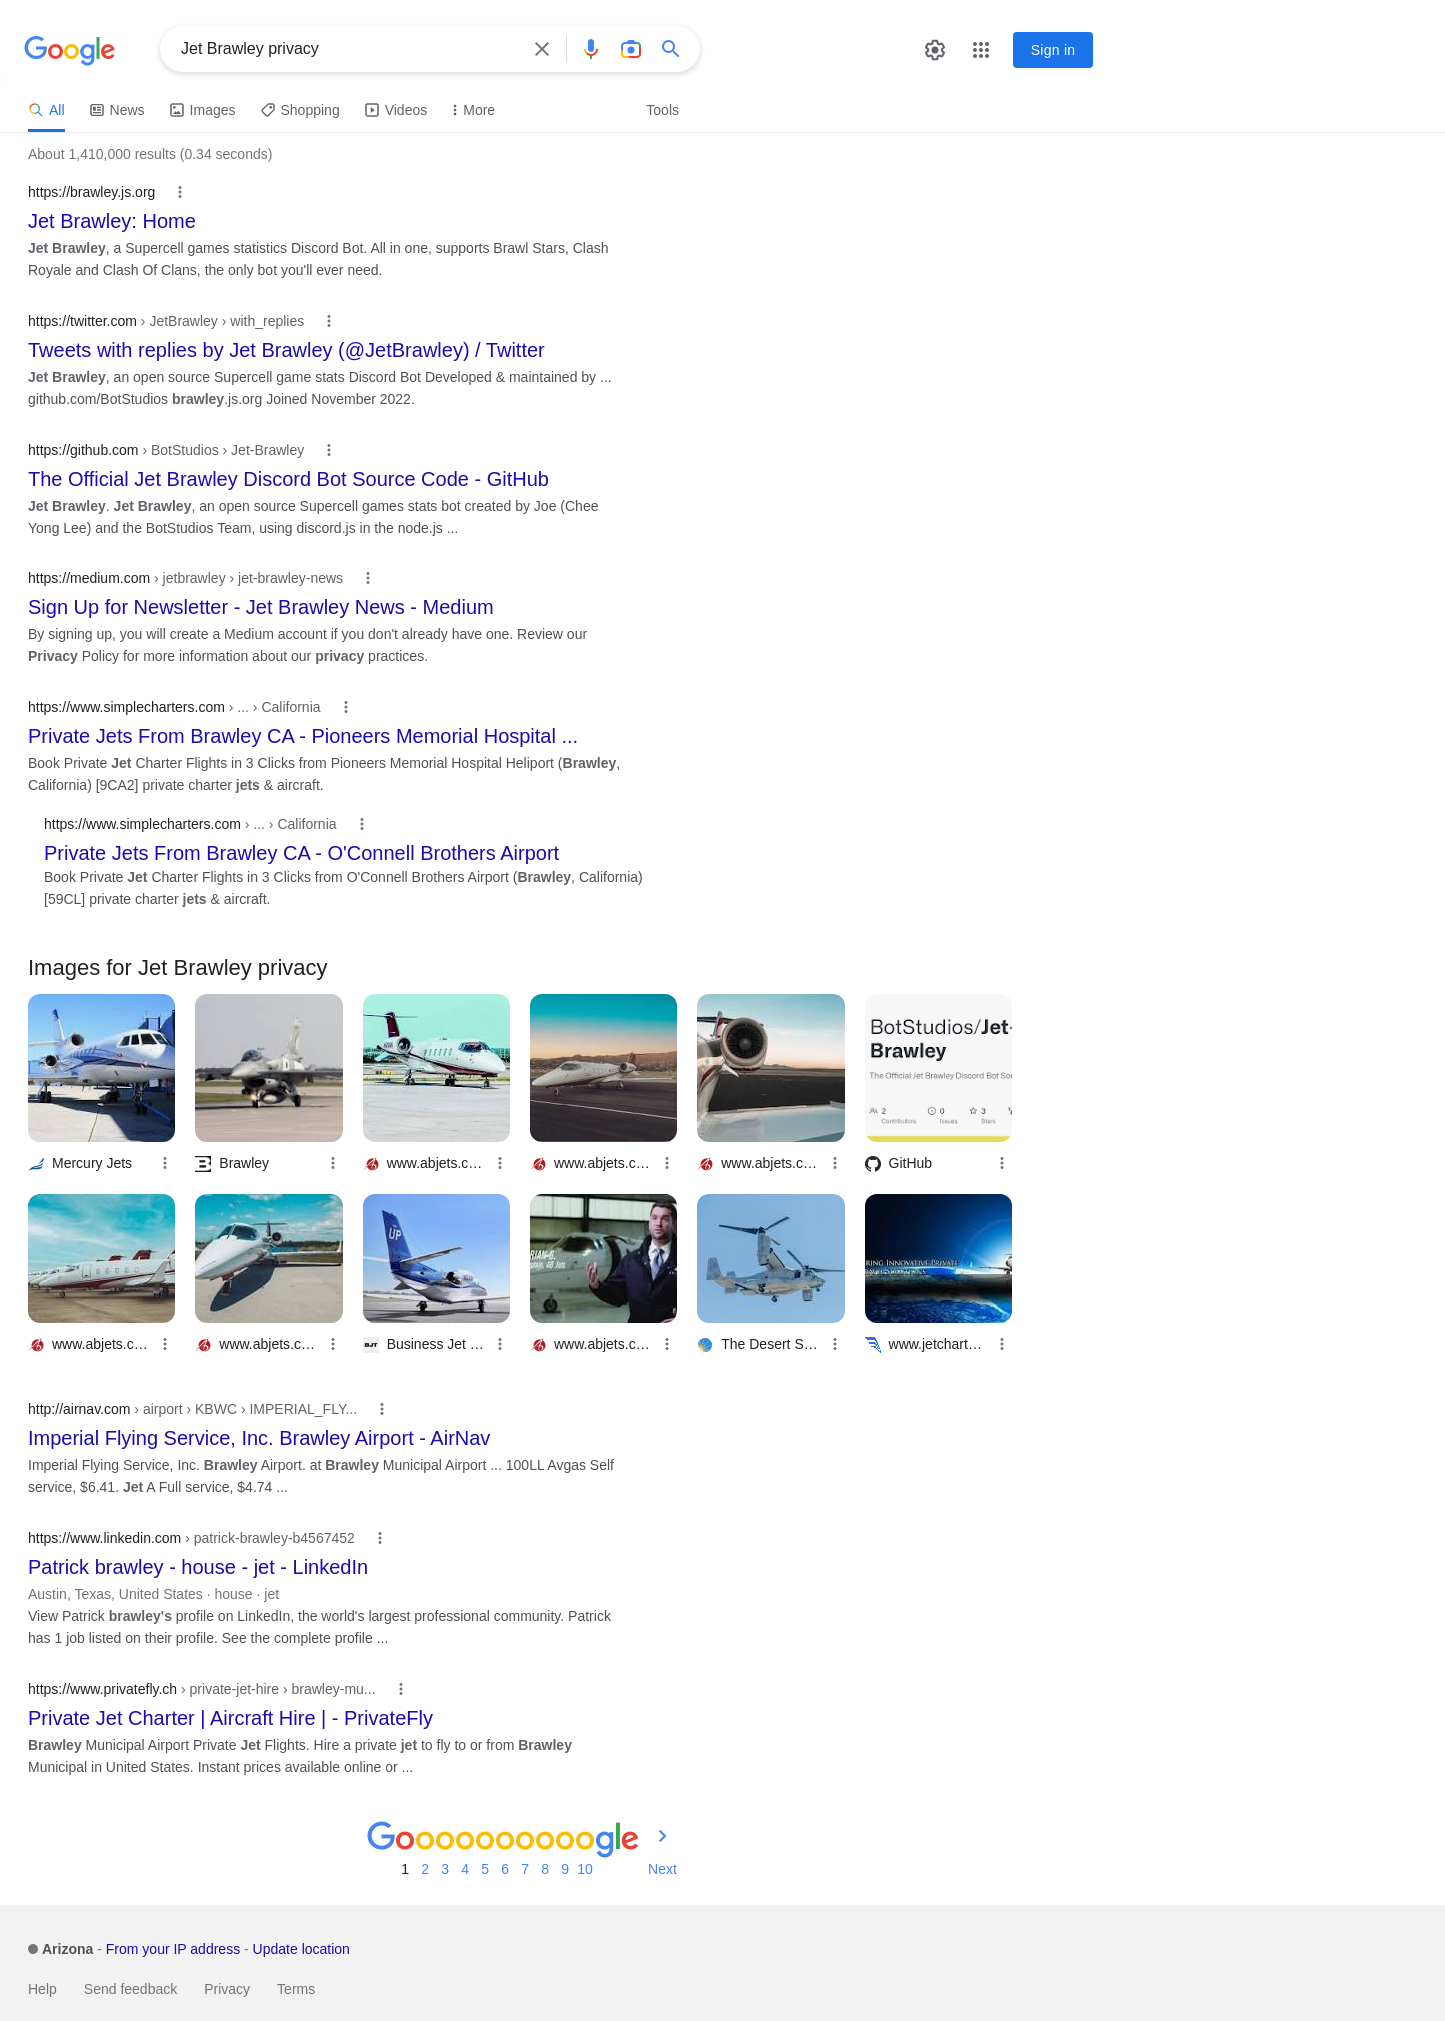 Google
Jet Brawley privacy
Sign in
All
News
Images
Shopping
Videos
More
Tools
About 1,410,000 results (0.34 seconds)
https://brawley.js.org
Jet Brawley: Home
Jet Brawley, a Supercell games statistics Discord Bot. All in one, supports Brawl Stars, Clash
Royale and Clash Of Clans, the only bot you'll ever need.
https://twitter.com › JetBrawley › with_replies
Tweets with replies by Jet Brawley (@JetBrawley) / Twitter
Jet Brawley, an open source Supercell game stats Discord Bot Developed & maintained by ...
github.com/BotStudios brawley.js.org Joined November 2022.
https://github.com › BotStudios › Jet-Brawley
The Official Jet Brawley Discord Bot Source Code - GitHub
Jet Brawley. Jet Brawley, an open source Supercell games stats bot created by Joe (Chee
Yong Lee) and the BotStudios Team, using discord.js in the node.js ...
https://medium.com › jetbrawley › jet-brawley-news
Sign Up for Newsletter - Jet Brawley News - Medium
By signing up, you will create a Medium account if you don't already have one. Review our
Privacy Policy for more information about our privacy practices.
https://www.simplecharters.com › ... › California
Private Jets From Brawley CA - Pioneers Memorial Hospital ...
Book Private Jet Charter Flights in 3 Clicks from Pioneers Memorial Hospital Heliport (Brawley,
California) [9CA2] private charter jets & aircraft.
https://www.simplecharters.com › ... › California
Private Jets From Brawley CA - O'Connell Brothers Airport
Book Private Jet Charter Flights in 3 Clicks from O'Connell Brothers Airport (Brawley, California)
[59CL] private charter jets & aircraft.
Images for Jet Brawley privacy
BotStudios/Jet-
Brawley
The Official Jet Brawley Discord Bot Sou
2 0 3
Contributors Issues Stars
Mercury Jets
Brawley
www.abjets.c…
www.abjets.c…
www.abjets.c…
GitHub
UP
RIAN G.
ptain, AB Jets
RING INNOVATIVE PRIVATE
www.abjets.c…
www.abjets.c…
BJT
Business Jet …
www.abjets.c…
The Desert S…
www.jetchart…
http://airnav.com › airport › KBWC › IMPERIAL_FLY...
Imperial Flying Service, Inc. Brawley Airport - AirNav
Imperial Flying Service, Inc. Brawley Airport. at Brawley Municipal Airport ... 100LL Avgas Self
service, $6.41. Jet A Full service, $4.74 ...
https://www.linkedin.com › patrick-brawley-b4567452
Patrick brawley - house - jet - LinkedIn
Austin, Texas, United States · house · jet
View Patrick brawley's profile on LinkedIn, the world's largest professional community. Patrick
has 1 job listed on their profile. See the complete profile ...
https://www.privatefly.ch › private-jet-hire › brawley-mu...
Private Jet Charter | Aircraft Hire | - PrivateFly
Brawley Municipal Airport Private Jet Flights. Hire a private jet to fly to or from Brawley
Municipal in United States. Instant prices available online or ...
Goooooooooogle
1 2 3 4 5 6 7 8 9 10 Next
Arizona - From your IP address - Update location
Help Send feedback Privacy Terms